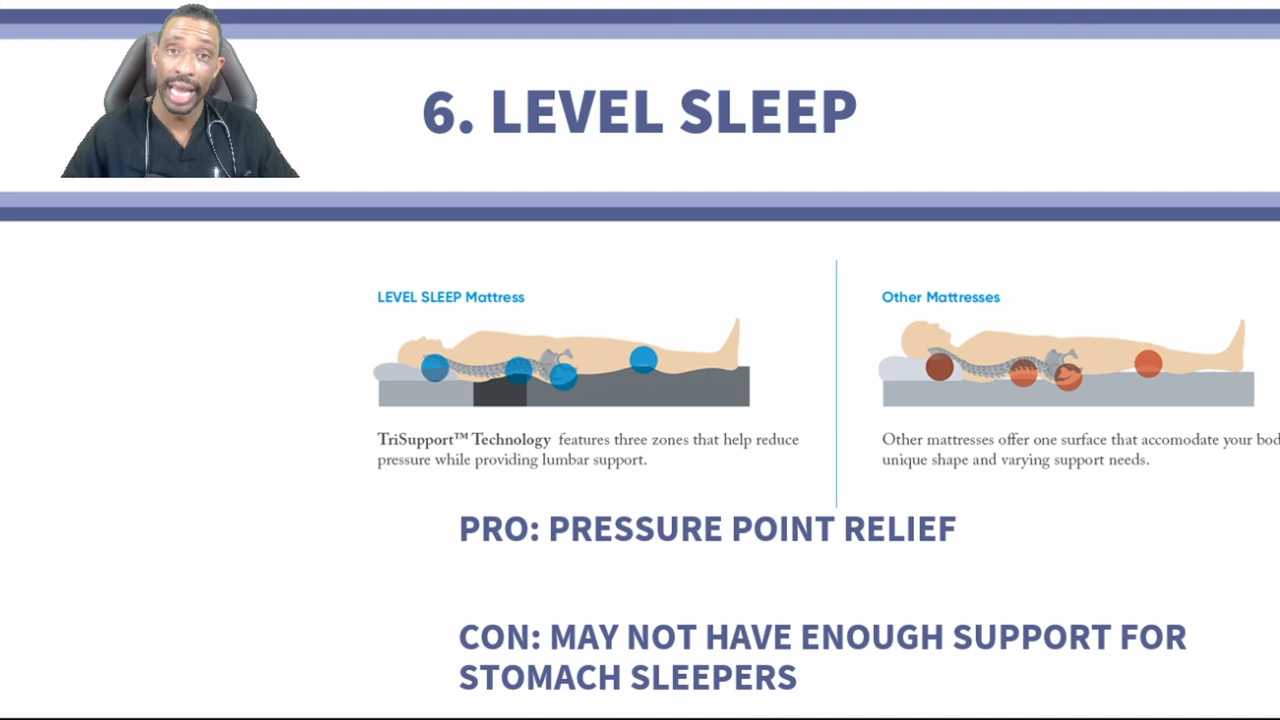 6. LEVEL SLEEP
LEVEL SLEEP Mattress
TriSupport™ Technology features three zones that help reduce
pressure while providing lumbar support.
Other Mattresses
Other mattresses offer one surface that accomodate your
unique shape and varying support needs.
PRO: PRESSURE POINT RELIEF
CON: MAY NOT HAVE ENOUGH SUPPORT FOR
STOMACH SLEEPERS